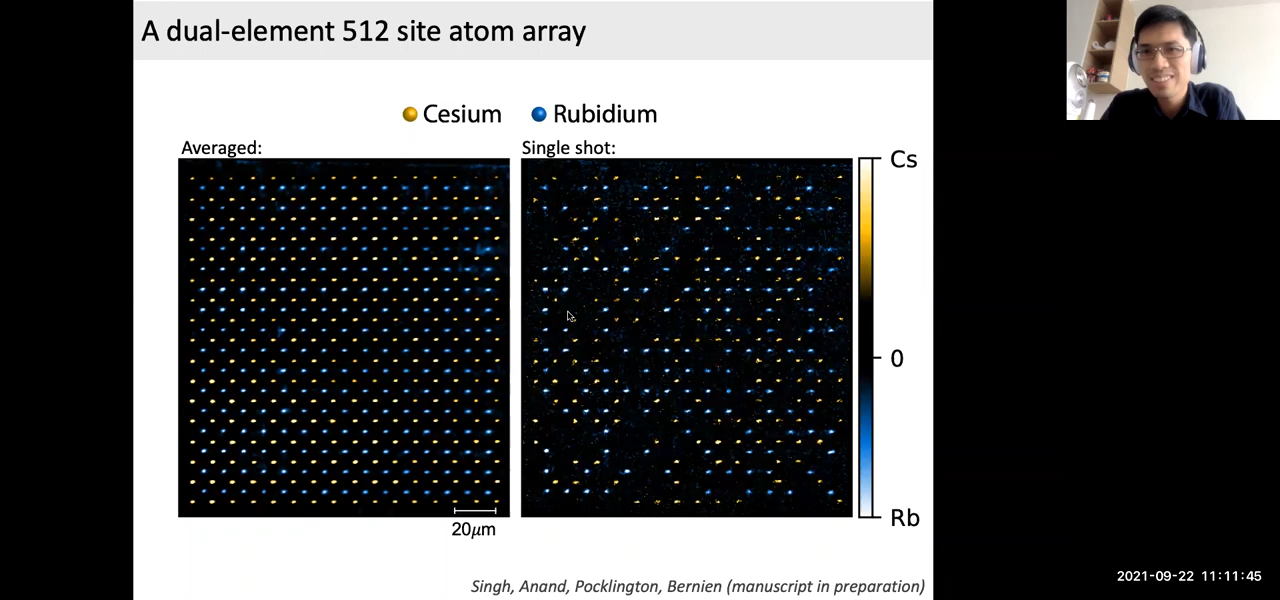 A dual-element 512 site atom array
Cesium Rubidium
Averaged:
Single shot:
Cs
0
Rb
20μm
Singh, Anand, Pocklington, Bernien (manuscript in preparation)
2021-09-22 11:11:45